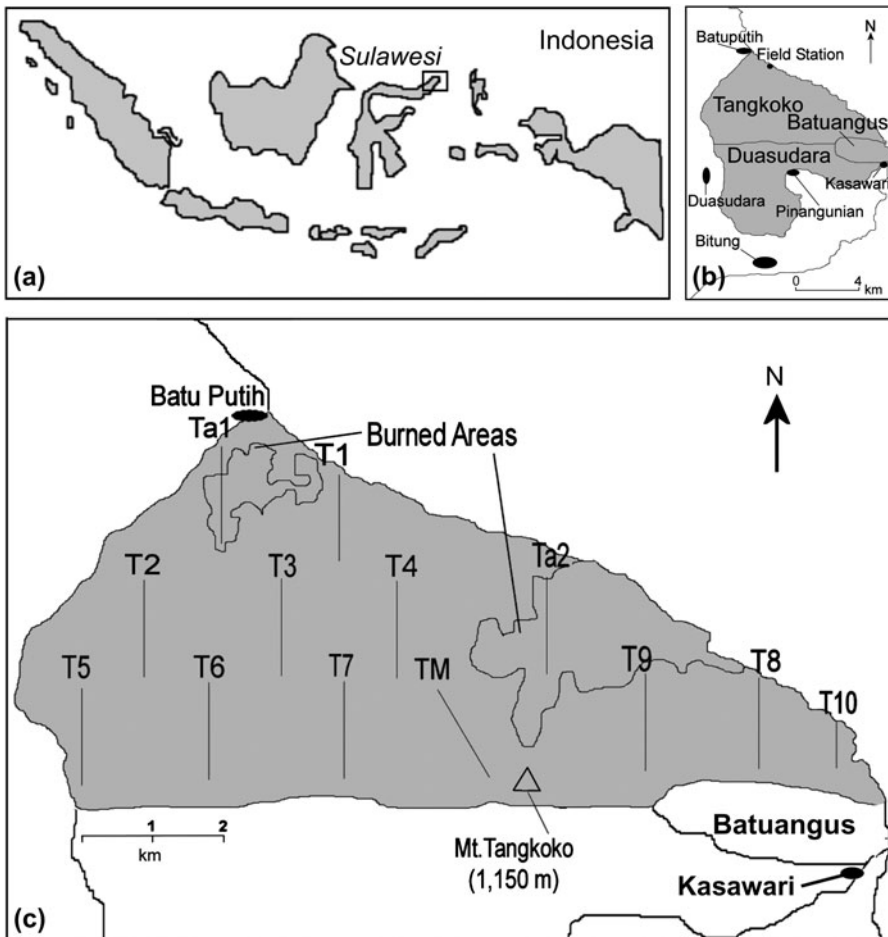 Indonesia
Sulawesi
(a)
N
Batuputih
Field Station
Tangkoko
Batuangus
Duasudara
Kasawari
Duasudara
Pinangunian
Bitung
(b)
0 4
km
N
Batu Putih
Ta1
Burned Areas
T1
T2 T3 T4 Ta2
T5 T6 T7 TM T9 T8
T10
1 2
km
Batuangus
Mt.Tangkoko
(1,150 m)
Kasawari
(c)